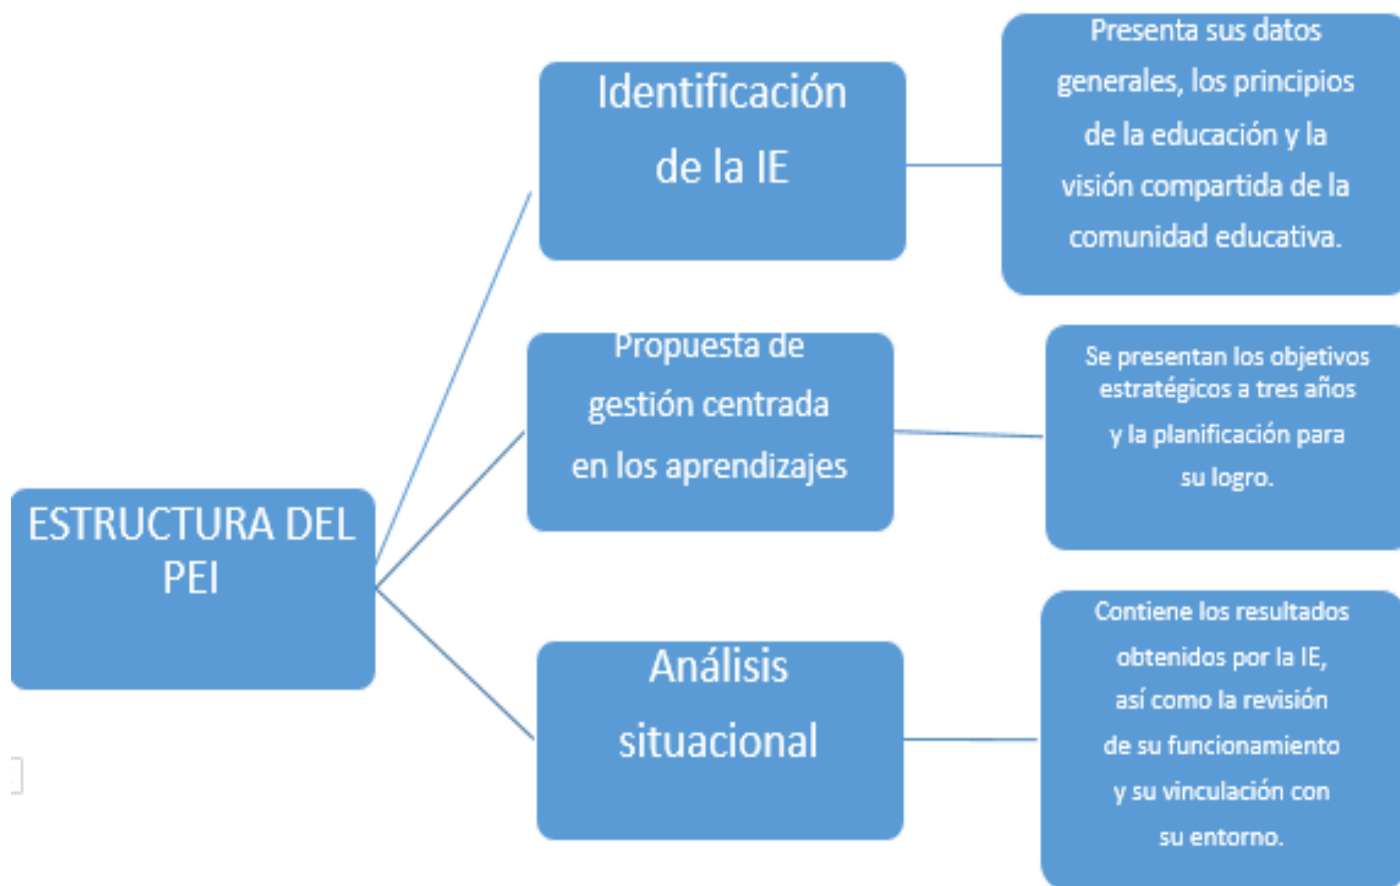 ESTRUCTURA DEL
PEI
Identificación
de la IE
Presenta sus datos
generales, los principios
de la educación y la
visión compartida de la
comunidad educativa.
Propuesta de
gestión centrada
en los aprendizajes
Se presentan los objetivos
estratégicos a tres años
y la planificación para
su logro.
Análisis
situacional
Contiene los resultados
obtenidos por la IE,
así como la revisión
de su funcionamiento
y su vinculación con
su entorno.